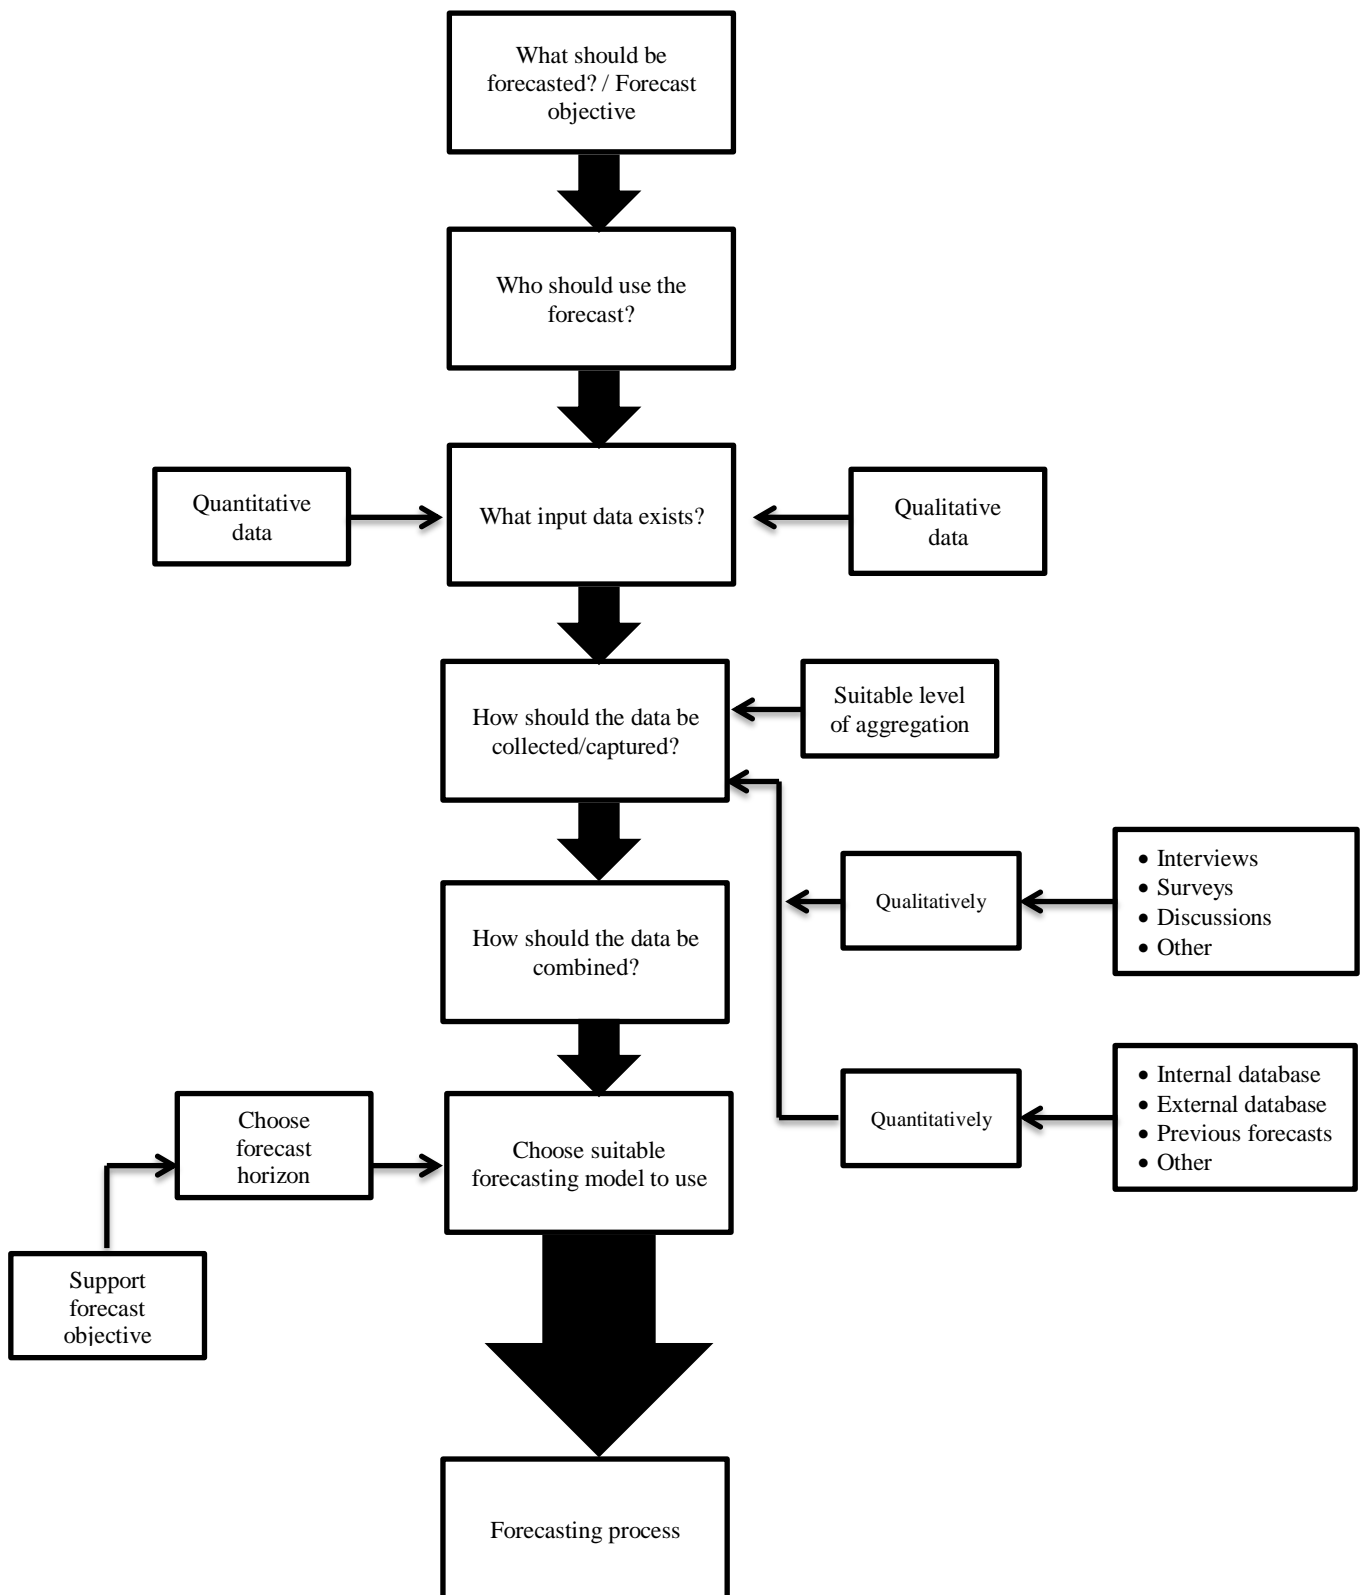 What should be
forecasted? / Forecast
objective
Who should use the
forecast?
Quantitative
data
What input data exists?
Qualitative
data
How should the data be
collected/captured?
Suitable level
of aggregation
Qualitatively
• Interviews
• Surveys
• Discussions
• Other
How should the data be
combined?
Quantitatively
• Internal database
• External database
• Previous forecasts
• Other
Choose
forecast
horizon
Choose suitable
forecasting model to use
Support
forecast
objective
Forecasting process